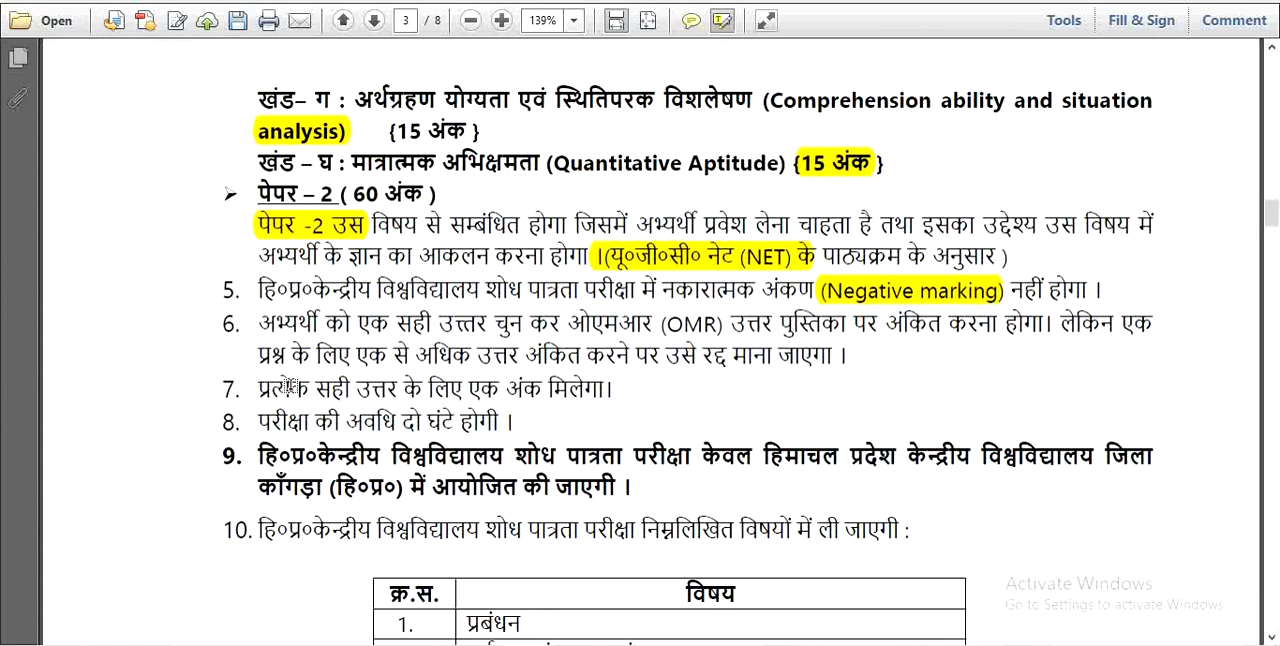 Open 3 / 8 139% Tools Fill & Sign Comment
खंड– ग : अर्थग्रहण योग्यता एवं स्थितिपरक विशलेषण (Comprehension ability and situation
analysis) {15 अंक }
खंड – घ : मात्रात्मक अभिक्षमता (Quantitative Aptitude) {15 अंक }
➢ पेपर – 2 ( 60 अंक )
पेपर -2 उस विषय से सम्बंधित होगा जिसमें अभ्यर्थी प्रवेश लेना चाहता है तथा इसका उद्देश्य उस विषय में
अभ्यर्थी के ज्ञान का आकलन करना होगा ।(यू०जी०सी० नेट (NET) के पाठ्यक्रम के अनुसार )
5. हि०प्र०केन्द्रीय विश्वविद्यालय शोध पात्रता परीक्षा में नकारात्मक अंकण (Negative marking) नहीं होगा ।
6. अभ्यर्थी को एक सही उत्तर चुन कर ओएमआर (OMR) उत्तर पुस्तिका पर अंकित करना होगा। लेकिन एक
प्रश्न के लिए एक से अधिक उत्तर अंकित करने पर उसे रद्द माना जाएगा ।
7. प्रत्येक सही उत्तर के लिए एक अंक मिलेगा।
8. परीक्षा की अवधि दो घंटे होगी ।
9. हि०प्र०केन्द्रीय विश्वविद्यालय शोध पात्रता परीक्षा केवल हिमाचल प्रदेश केन्द्रीय विश्वविद्यालय जिला
काँगड़ा (हि०प्र०) में आयोजित की जाएगी ।
10. हि०प्र०केन्द्रीय विश्वविद्यालय शोध पात्रता परीक्षा निम्नलिखित विषयों में ली जाएगी :
क्र.स. विषय
1. प्रबंधन
Activate Windows
Go to Settings to activate Windows